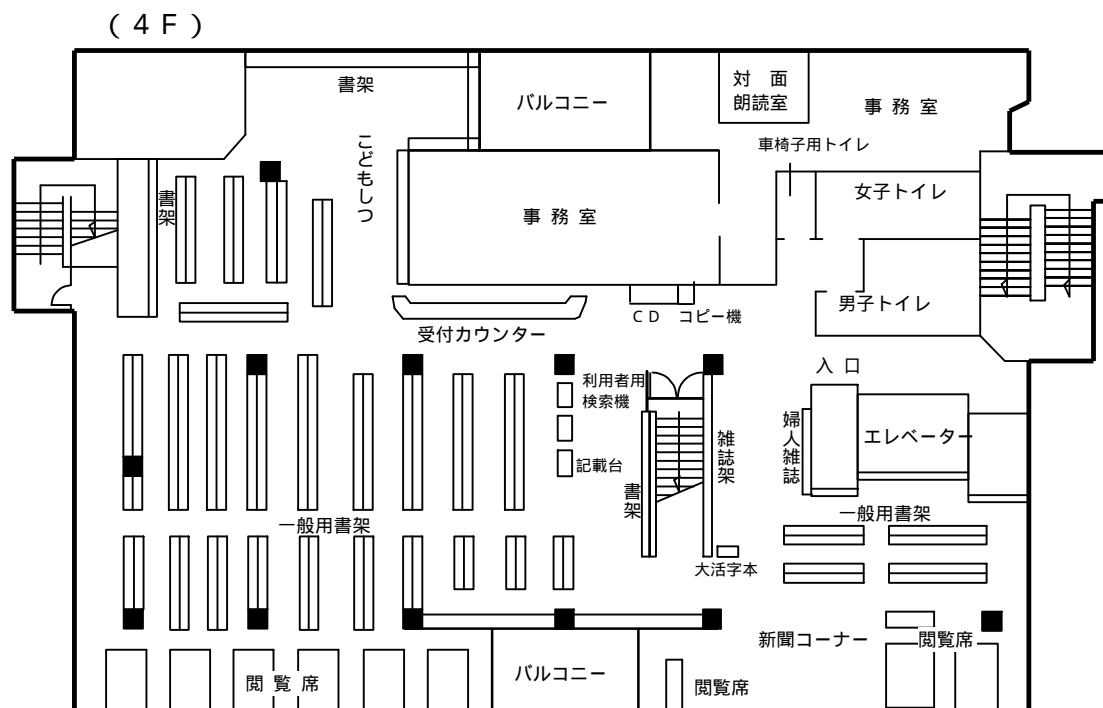 （４Ｆ）
書架
バルコニー
対　面
朗読室
事 務 室
こどもしつ
車椅子用トイレ
書架
事 務 室
女子トイレ
男子トイレ
ＣＤ
コピー機
受付カウンター
入 口
利用者用
検索機
記載台
書架
雑誌架
婦人雑誌
エレベーター
一般用書架
一般用書架
大活字本
新聞コーナー
閲覧席
閲 覧 席
バルコニー
閲覧席